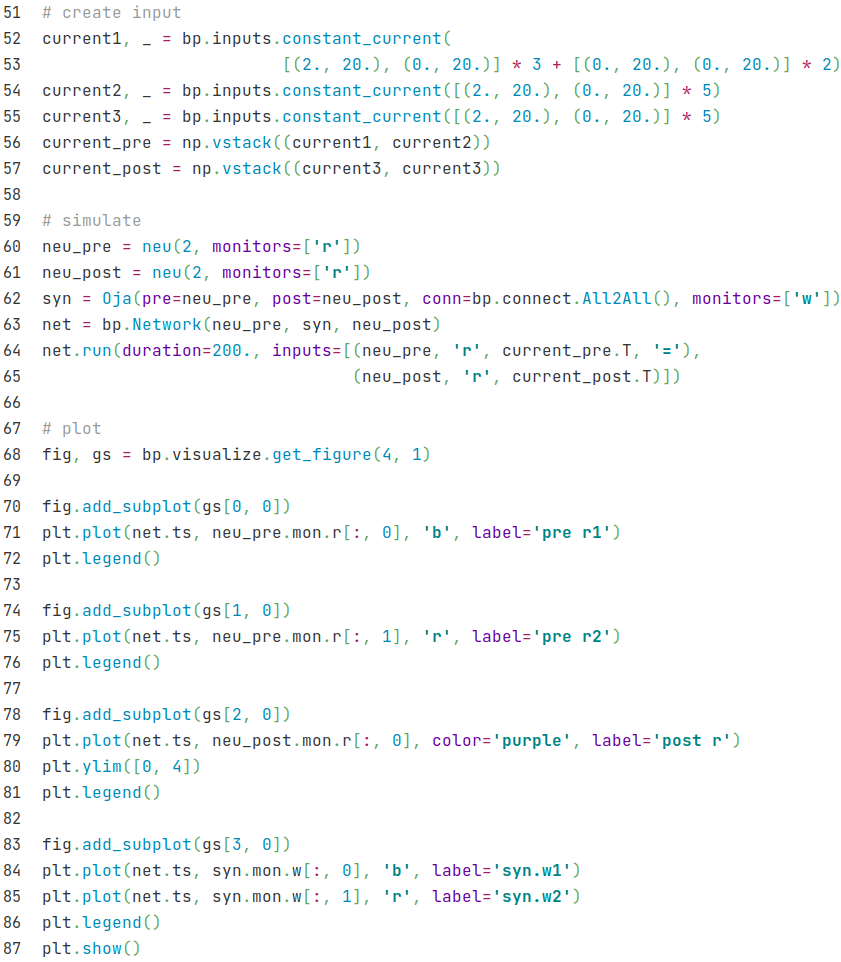 51 # create input
52 current1, _ = bp.inputs.constant_current(
53                         [(2., 20.), (0., 20.)] * 3 + [(0., 20.), (0., 20.)] * 2)
54 current2, _ = bp.inputs.constant_current([(2., 20.), (0., 20.)] * 5)
55 current3, _ = bp.inputs.constant_current([(2., 20.), (0., 20.)] * 5)
56 current_pre = np.vstack((current1, current2))
57 current_post = np.vstack((current3, current3))
58
59 # simulate
60 neu_pre = neu(2, monitors=['r'])
61 neu_post = neu(2, monitors=['r'])
62 syn = Oja(pre=neu_pre, post=neu_post, conn=bp.connect.All2All(), monitors=['w'])
63 net = bp.Network(neu_pre, syn, neu_post)
64 net.run(duration=200., inputs=[(neu_pre, 'r', current_pre.T, '='),
65                                (neu_post, 'r', current_post.T)])
66
67 # plot
68 fig, gs = bp.visualize.get_figure(4, 1)
69
70 fig.add_subplot(gs[0, 0])
71 plt.plot(net.ts, neu_pre.mon.r[:, 0], 'b', label='pre r1')
72 plt.legend()
73
74 fig.add_subplot(gs[1, 0])
75 plt.plot(net.ts, neu_pre.mon.r[:, 1], 'r', label='pre r2')
76 plt.legend()
77
78 fig.add_subplot(gs[2, 0])
79 plt.plot(net.ts, neu_post.mon.r[:, 0], color='purple', label='post r')
80 plt.ylim([0, 4])
81 plt.legend()
82
83 fig.add_subplot(gs[3, 0])
84 plt.plot(net.ts, syn.mon.w[:, 0], 'b', label='syn.w1')
85 plt.plot(net.ts, syn.mon.w[:, 1], 'r', label='syn.w2')
86 plt.legend()
87 plt.show()